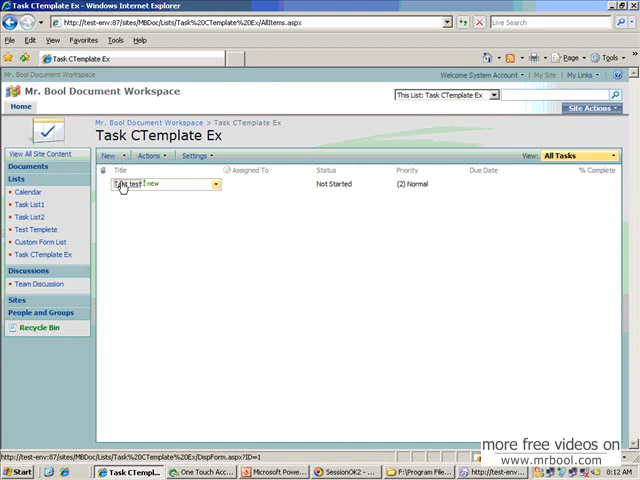 Task CTemplate Ex - Windows Internet Explorer
http://test-env:87/sites/MBDoc/Lists/Task%20CTemplate%20Ex/AllItems.aspx
Live Search
File Edit View Favorites Tools Help
Task CTemplate Ex
Page Tools
Mr. Bool Document Workspace
Welcome System Account My Site My Links
Mr. Bool Document Workspace
This List: Task CTemplate Ex
Home
Site Actions
Mr. Bool Document Workspace > Task CTemplate Ex
Task CTemplate Ex
View All Site Content
New Actions Settings
View: All Tasks
Documents
Title Assigned To Status Priority Due Date % Complete
Lists
test ! NEW Not Started (2) Normal
Calendar
Task List1
Task List2
Test Templete
Custom Form List
Task CTemplate Ex
Discussions
Team Discussion
Sites
People and Groups
Recycle Bin
http://test-env:87/sites/MBDoc/Lists/Task%20CTemplate%20Ex/DispForm.aspx?ID=1
more free videos on
www.mrbool.com
Start
Task CTempl...
One Touch Acc...
Microsoft Power...
SessionOK2 - ...
F:\Program Files...
http://test-env:...
8:12 AM